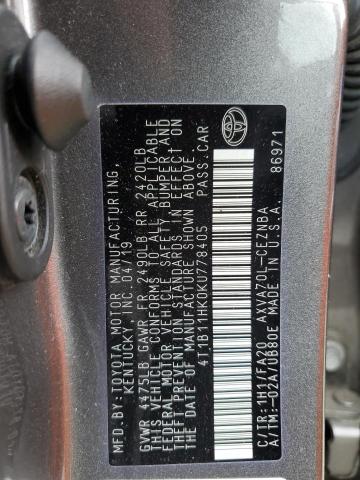 MFD.BY:TOYOTA MOTOR MANUFACTURING,
KENTUCKY, INC. 04/19
GVWR 4475LB GAWR FR 2410LB RR 2420LB
THIS VEHICLE CONFORMS TO ALL APPLICABLE
FEDERAL MOTOR VEHICLE SAFETY, BUMPER AND
THEFT PREVENTION STANDARDS IN EFFECT ON
THE DATE OF MANUFACTURE SHOWN ABOVE.
4T1B11HK0KU778405 PASS.CAR
C/TR:1H1/FA20 AXVA70L-CEZNBA
A/TM:-02A/UB80E MADE IN U.S.A.
86971